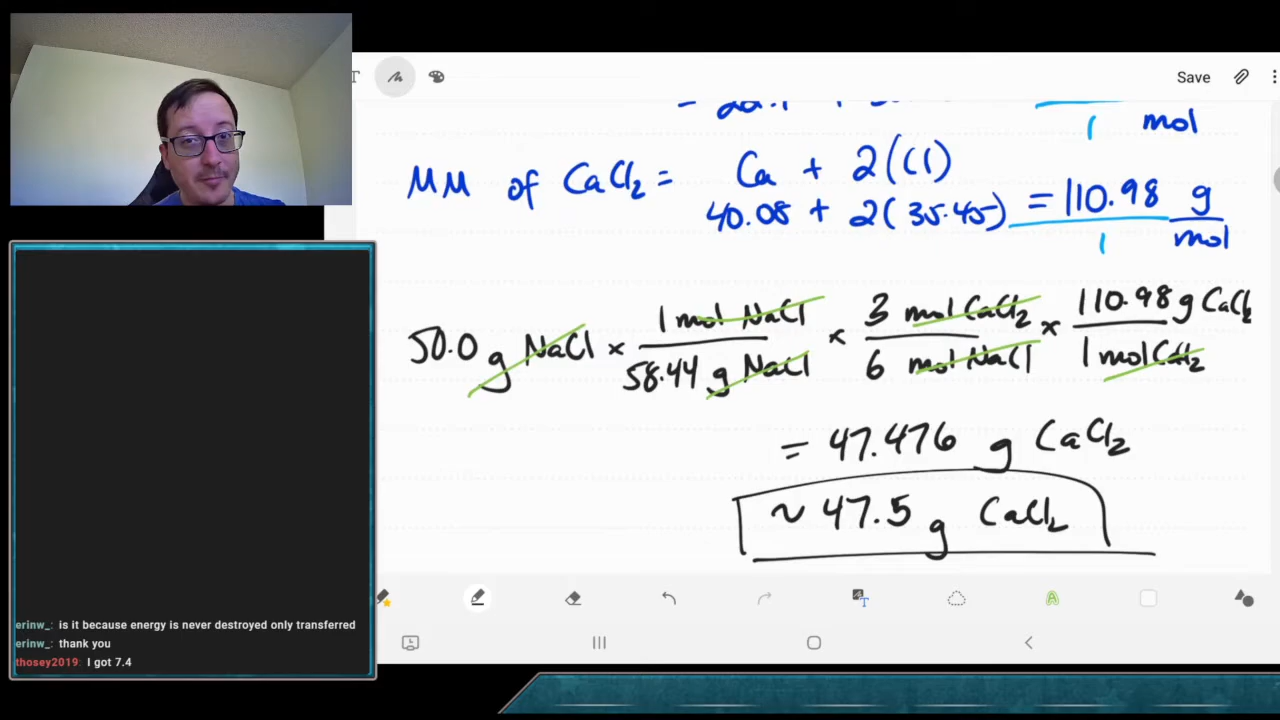 T
Save
mol
1
MM of CaCl₂ = Ca + 2(Cl)
40.08 + 2(35.45) = 110.98 g/mol
1
50.0 g NaCl × 1 mol NaCl/58.44 g NaCl × 3 mol CaCl₂/6 mol NaCl × 110.98 g CaCl₂/1 mol CaCl₂
= 47.476 g CaCl₂
~ 47.5 g CaCl₂
erinw_: is it because energy is never destroyed only transferred
erinw_: thank you
thosey2019: I got 7.4